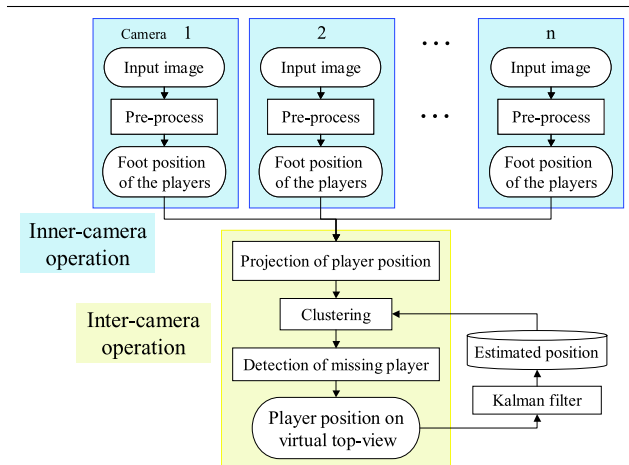 Camera 1
2
n
Input image
Input image
Input image
Pre-process
Pre-process
Pre-process
Foot position
of the players
Foot position
of the players
Foot position
of the players
Inner-camera
operation
Projection of player position
Clustering
Inter-camera
operation
Detection of missing player
Estimated position
Kalman filter
Player position on
virtual top-view